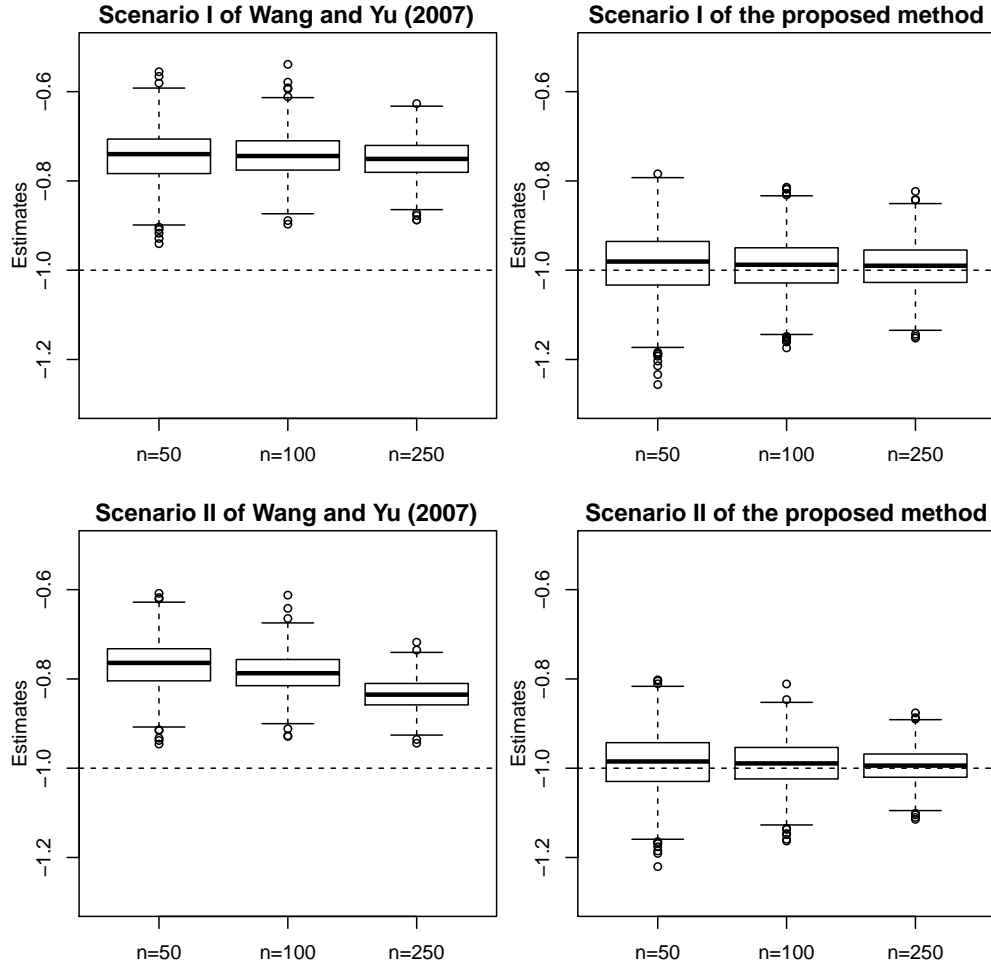 Scenario I of Wang and Yu (2007)
Estimates
−0.6
−0.8
−1.0
−1.2
n=50 n=100 n=250
Scenario I of the proposed method
Estimates
−0.6
−0.8
−1.0
−1.2
n=50 n=100 n=250
Scenario II of Wang and Yu (2007)
Estimates
−0.6
−0.8
−1.0
−1.2
n=50 n=100 n=250
Scenario II of the proposed method
Estimates
−0.6
−0.8
−1.0
−1.2
n=50 n=100 n=250